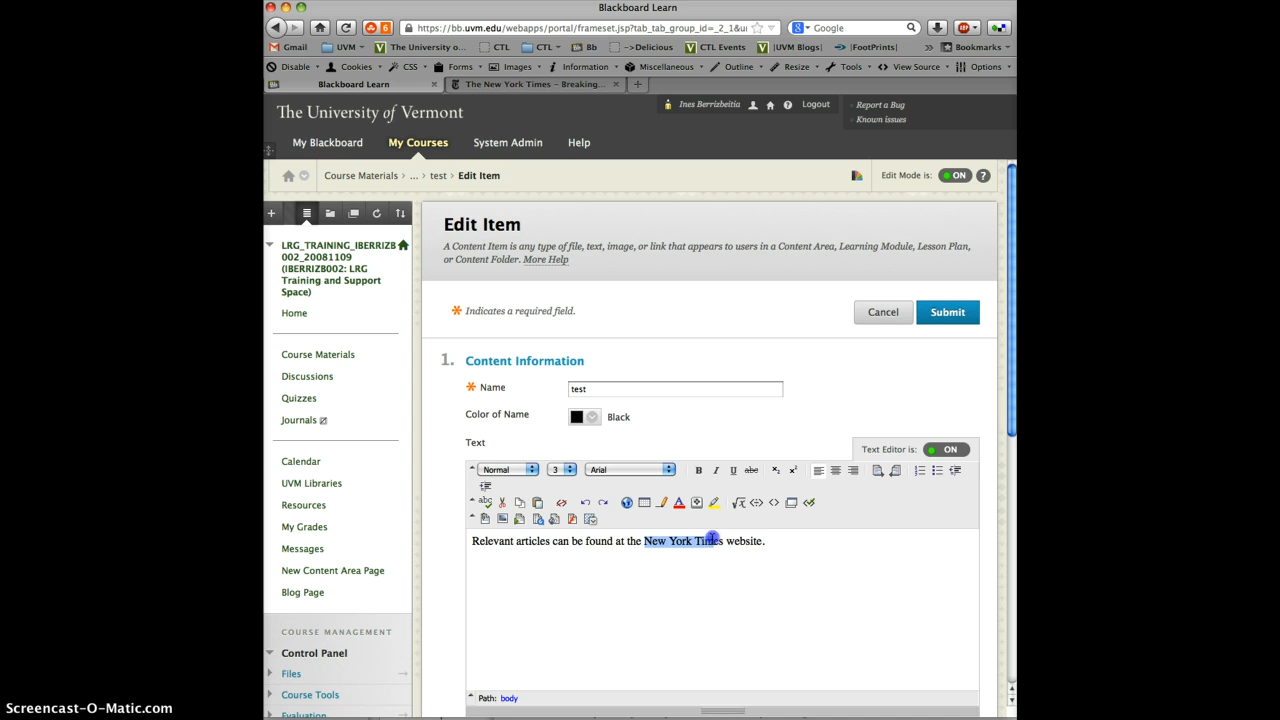 Blackboard Learn
6
https://bb.uvm.edu/webapps/portal/frameset.jsp?tab_tab_group_id=_2_1&u
Google
Gmail UVM The University o... CTL CTL Bb ->Delicious CTL Events |UVM Blogs| ->|FootPrints| » Bookmarks
Disable Cookies CSS Forms Images Information Miscellaneous Outline Resize Tools View Source Options
Blackboard Learn The New York Times - Breaking...
The University of Vermont
Ines Berrizbeitia Logout
Report a Bug
Known issues
My Blackboard My Courses System Admin Help
Course Materials > ... > test > Edit Item
Edit Mode is: ON ?
LRG_TRAINING_IBERRIZB
002_20081109
(IBERRIZB002: LRG
Training and Support
Space)
Home
Course Materials
Discussions
Quizzes
Journals
Calendar
UVM Libraries
Resources
My Grades
Messages
New Content Area Page
Blog Page
COURSE MANAGEMENT
Control Panel
Files
Course Tools
Evaluation
Edit Item
A Content Item is any type of file, text, image, or link that appears to users in a Content Area, Learning Module, Lesson Plan,
or Content Folder. More Help
* Indicates a required field.
Cancel Submit
1. Content Information
* Name test
Color of Name Black
Text
Text Editor is: ON
Normal 3 Arial B I U abc x₂ x²
abc
Relevant articles can be found at the New York Times website.
Path: body
Screencast-O-Matic.com